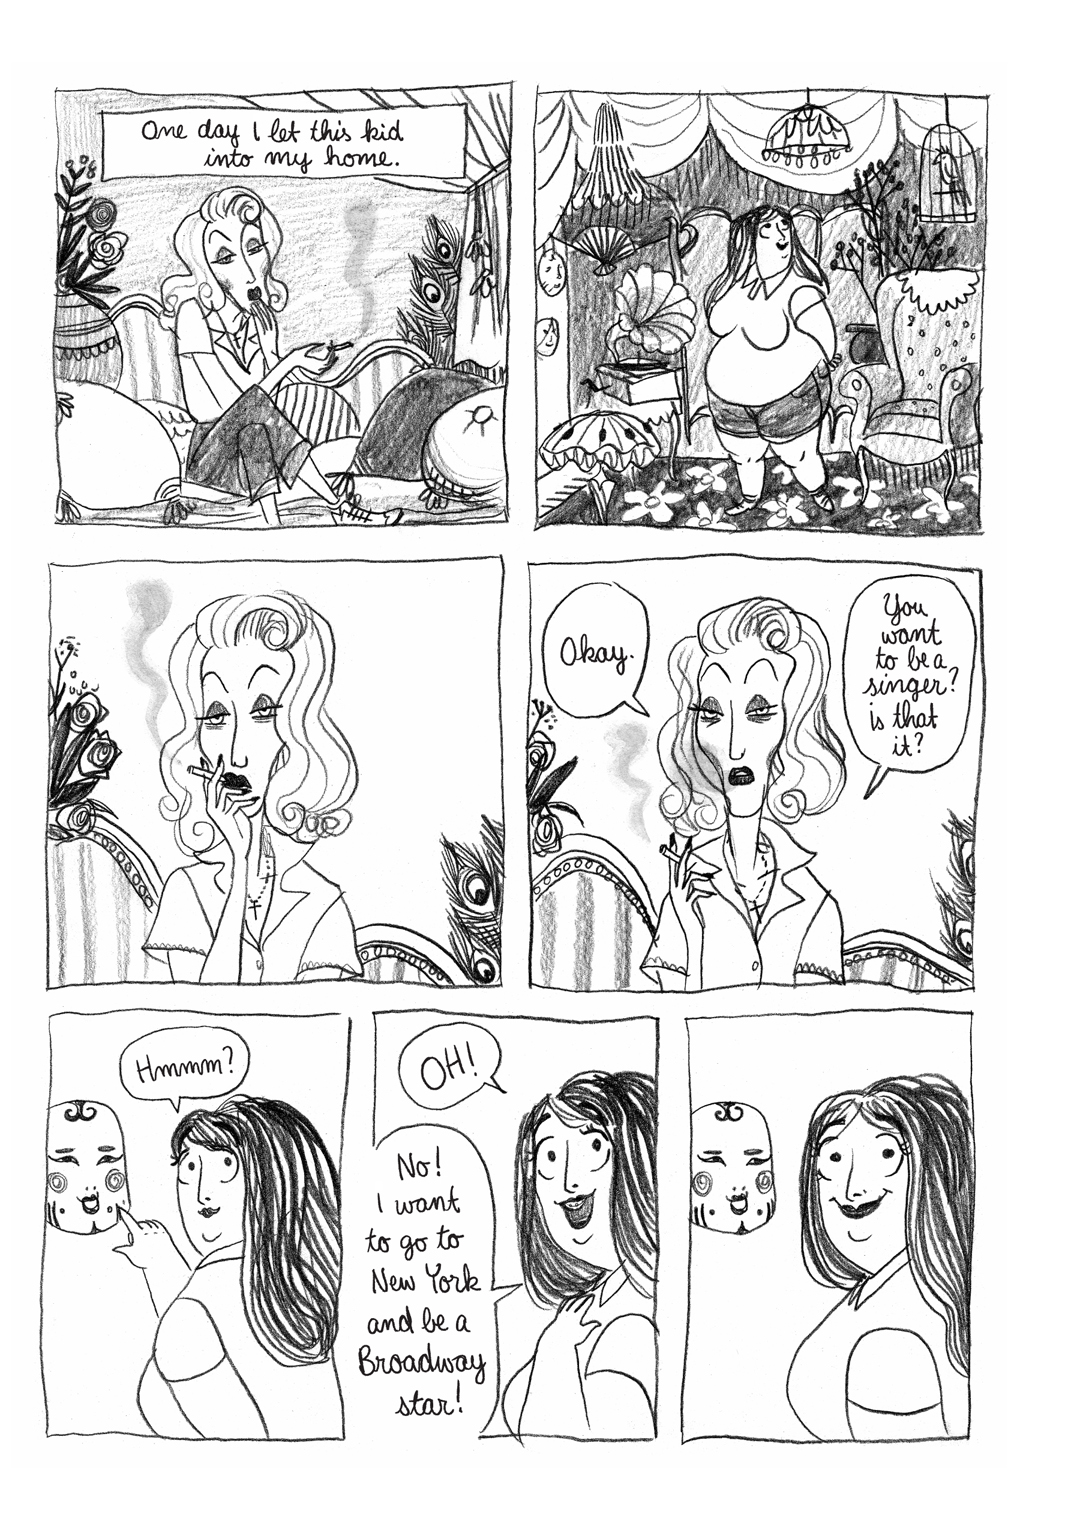 One day I let this kid
into my home.
Okay.
You
want
to be a
singer?
is that
it?
Hmmm?
OH!
No!
I want
to go to
New York
and be a
Broadway
star!